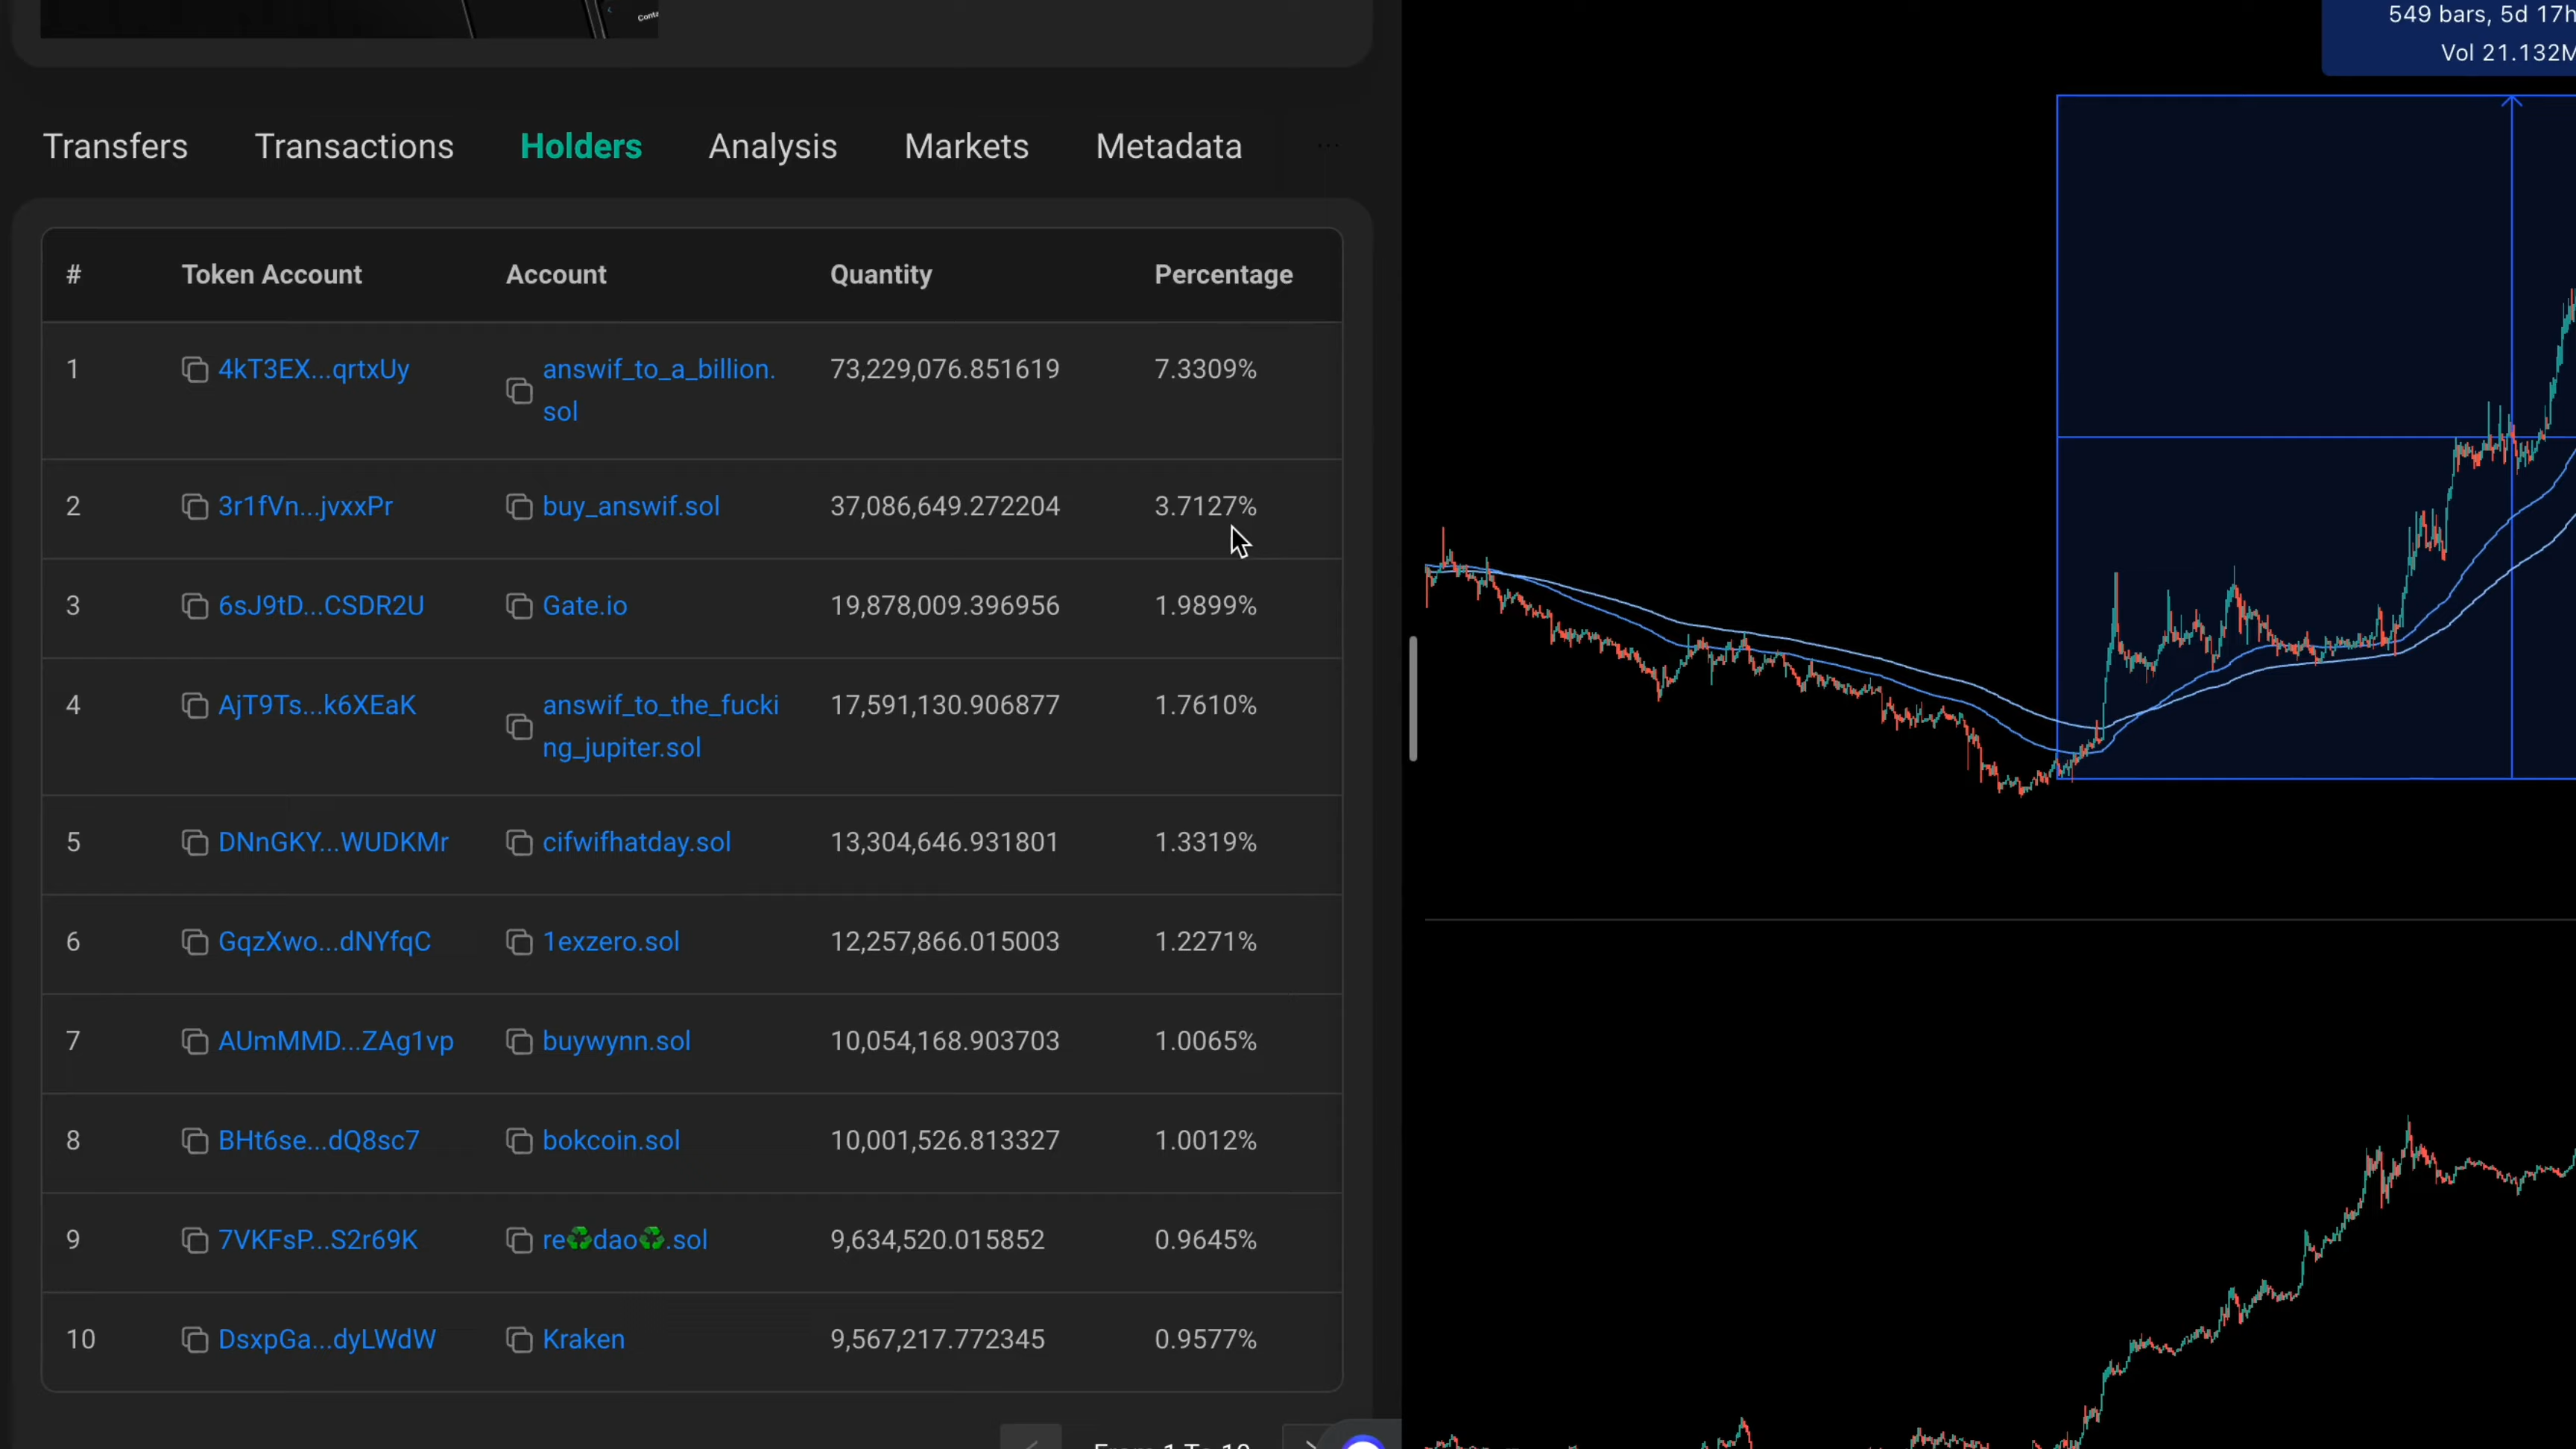 Conta
549 bars, 5d 17h
Vol 21.132M
Transfers Transactions Holders Analysis Markets Metadata ...
# Token Account Account Quantity Percentage
1 4kT3EX...qrtxUy answif_to_a_billion. 73,229,076.851619 7.3309%
sol
2 3r1fVn...jvxxPr buy_answif.sol 37,086,649.272204 3.7127%
3 6sJ9tD...CSDR2U Gate.io 19,878,009.396956 1.9899%
4 AjT9Ts...k6XEaK answif_to_the_fucki 17,591,130.906877 1.7610%
ng_jupiter.sol
5 DNnGKY...WUDKMr cifwifhatday.sol 13,304,646.931801 1.3319%
6 GqzXwo...dNYfqC 1exzero.sol 12,257,866.015003 1.2271%
7 AUmMMD...ZAg1vp buywynn.sol 10,054,168.903703 1.0065%
8 BHt6se...dQ8sc7 bokcoin.sol 10,001,526.813327 1.0012%
9 7VKFsP...S2r69K re♻dao♻.sol 9,634,520.015852 0.9645%
10 DsxpGa...dyLWdW Kraken 9,567,217.772345 0.9577%